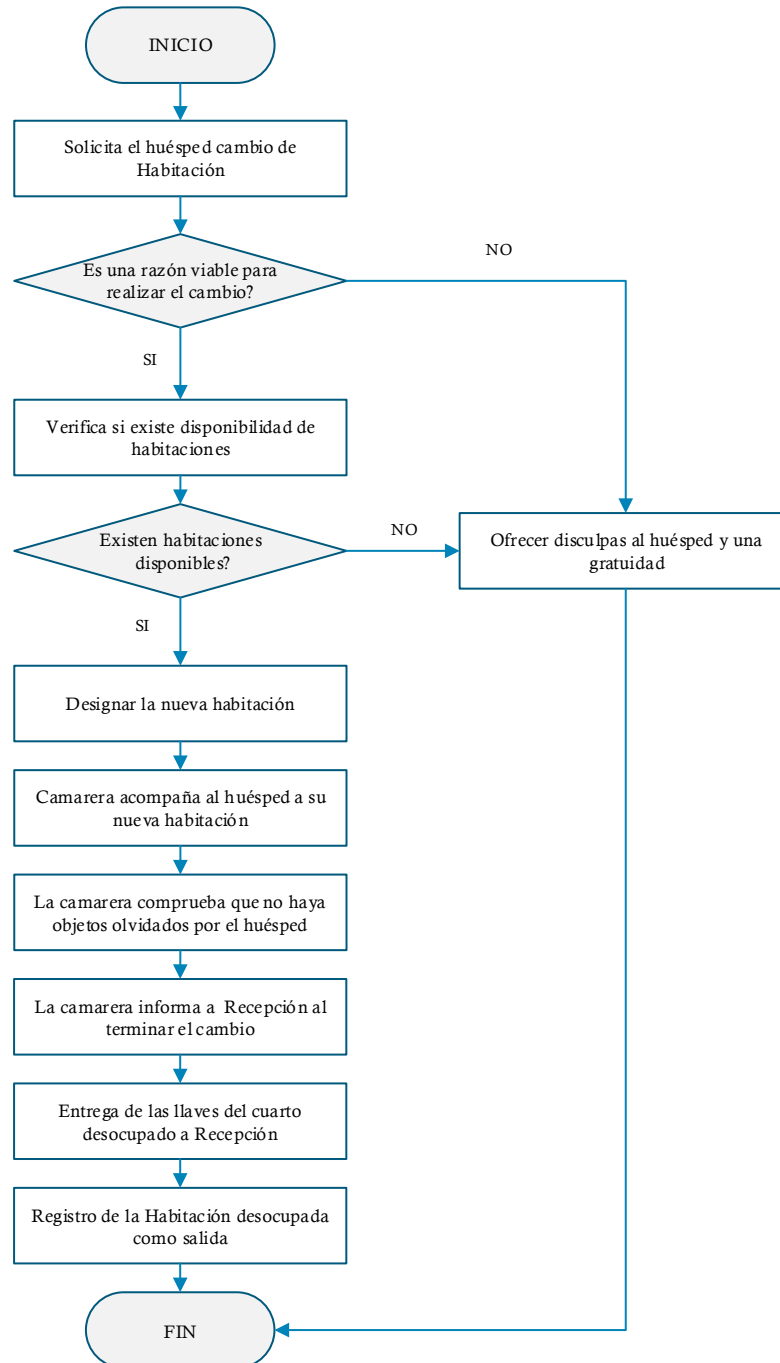 INICIO
Solicita el huésped cambio de
Habitación
Es una razón viable para
realizar el cambio?
NO
SI
Verifica si existe disponibilidad de
habitaciones
Existen habitaciones
disponibles?
NO
Ofrecer disculpas al huésped y una
gratuidad
SI
Designar la nueva habitación
Camarera acompaña al huésped a su
nueva habitación
La camarera comprueba que no haya
objetos olvidados por el huésped
La camarera informa a Recepción al
terminar el cambio
Entrega de las llaves del cuarto
desocupado a Recepción
Registro de la Habitación desocupada
como salida
FIN